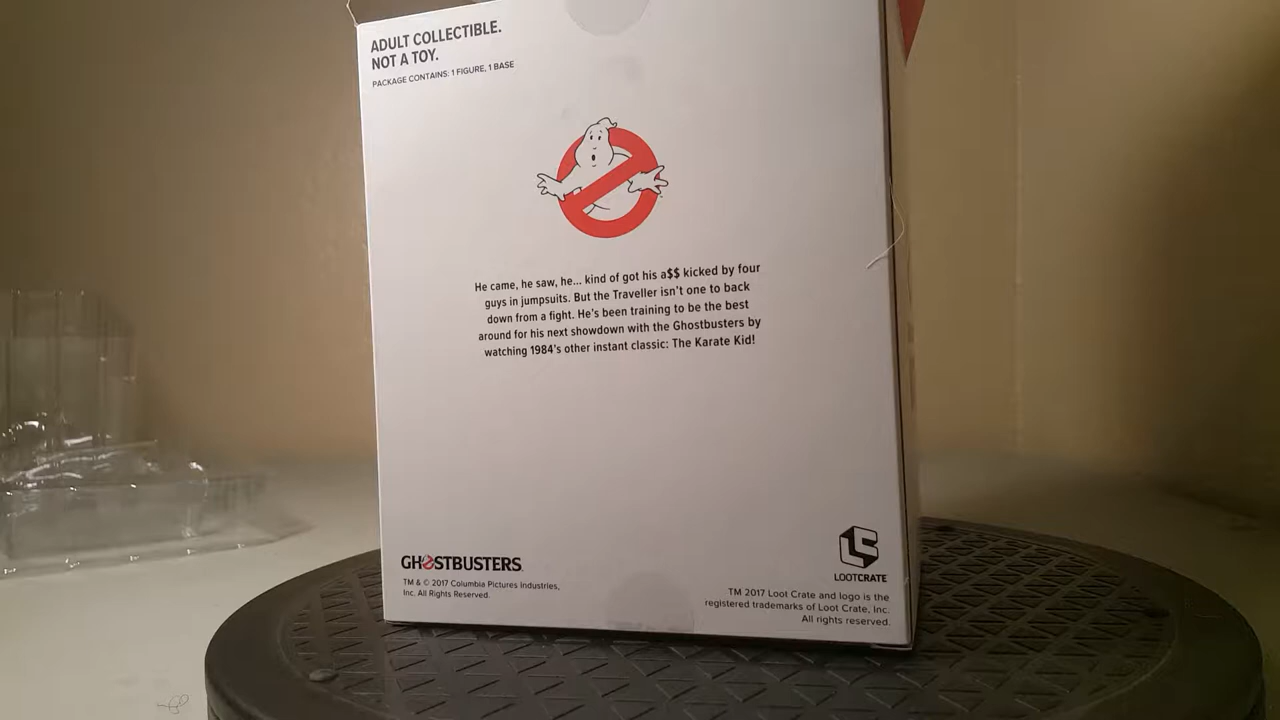 ADULT COLLECTIBLE.
NOT A TOY.
PACKAGE CONTAINS: 1 FIGURE, 1 BASE
He came, he saw, he... kind of got his a$$ kicked by four
guys in jumpsuits. But the Traveller isn't one to back
down from a fight. He's been training to be the best
around for his next showdown with the Ghostbusters by
watching 1984's other instant classic: The Karate Kid!
GHOSTBUSTERS
TM & © 2017 Columbia Pictures Industries,
Inc. All Rights Reserved.
LOOTCRATE
TM 2017 Loot Crate and logo is the
registered trademarks of Loot Crate, Inc.
All rights reserved.